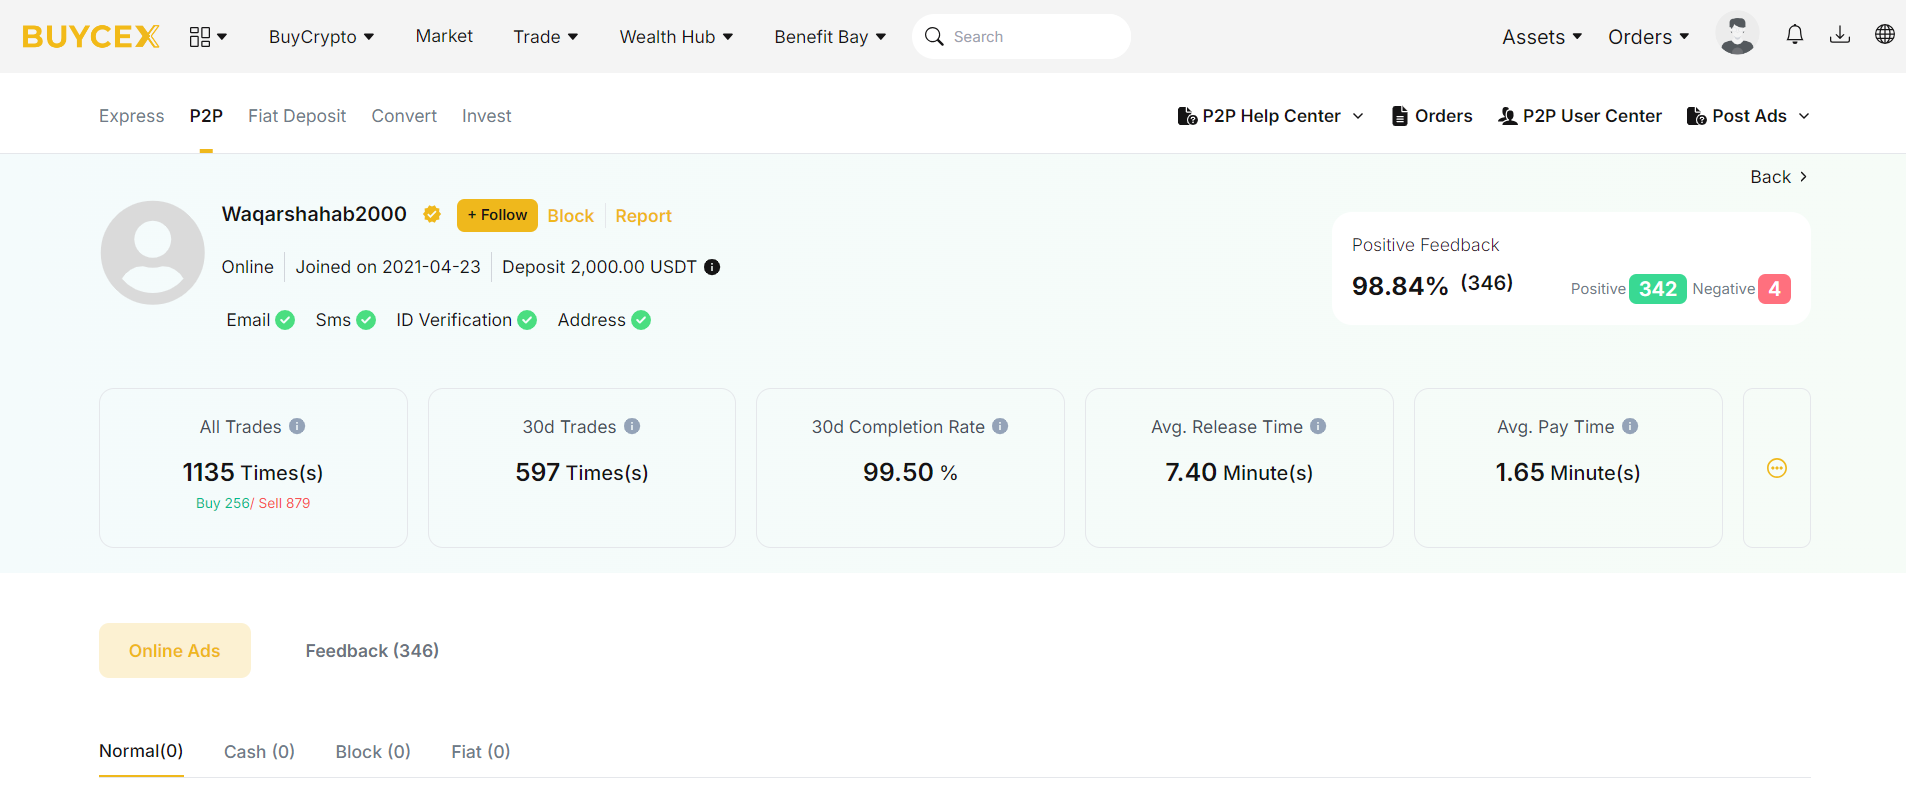 BUYCEX BuyCrypto Market Trade Wealth Hub Benefit Bay Search Assets Orders
Express P2P Fiat Deposit Convert Invest P2P Help Center Orders P2P User Center Post Ads
Back
Waqarshahab2000 + Follow Block Report
Online Joined on 2021-04-23 Deposit 2,000.00 USDT
Email Sms ID Verification Address
Positive Feedback
98.84% (346) Positive 342 Negative 4
All Trades
1135 Times(s)
Buy 256/ Sell 879
30d Trades
597 Times(s)
30d Completion Rate
99.50 %
Avg. Release Time
7.40 Minute(s)
Avg. Pay Time
1.65 Minute(s)
Online Ads Feedback (346)
Normal(0) Cash (0) Block (0) Fiat (0)